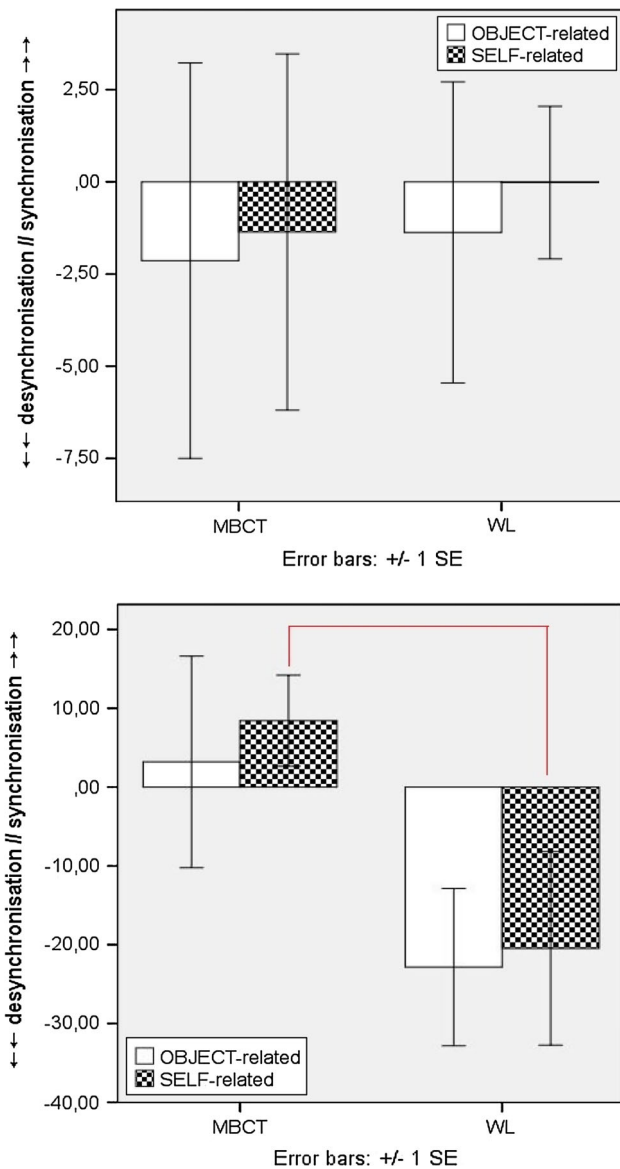 OBJECT-related
SELF-related
2,50
,00
-2,50
-5,00
-7,50
←← desynchronisation // synchronisation →→
MBCT
WL
Error bars: +/- 1 SE
20,00
10,00
,00
-10,00
-20,00
-30,00
-40,00
←← desynchronisation // synchronisation →→
OBJECT-related
SELF-related
MBCT
WL
Error bars: +/- 1 SE